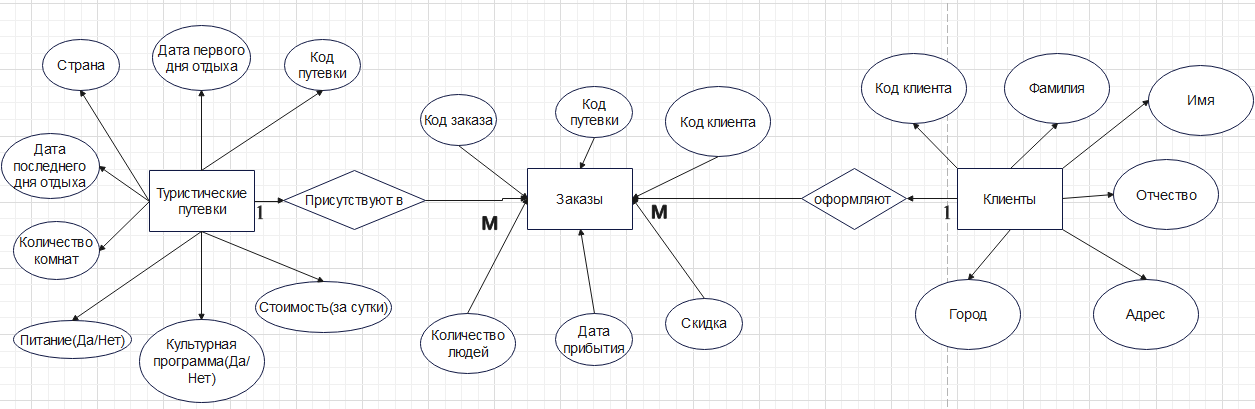 Страна
Дата первого
дня отдыха
Код
путевки
Дата
последнего
дня отдыха
Количество
комнат
Туристические
путевки
Питание(Да/Нет)
Культурная
программа(Да/
Нет)
Стоимость(за сутки)
1
Присутствуют в
М
Код заказа
Код
путевки
Код клиента
Заказы
Количество
людей
Дата
прибытия
Скидка
М
оформляют
1
Код клиента
Фамилия
Имя
Отчество
Клиенты
Город
Адрес